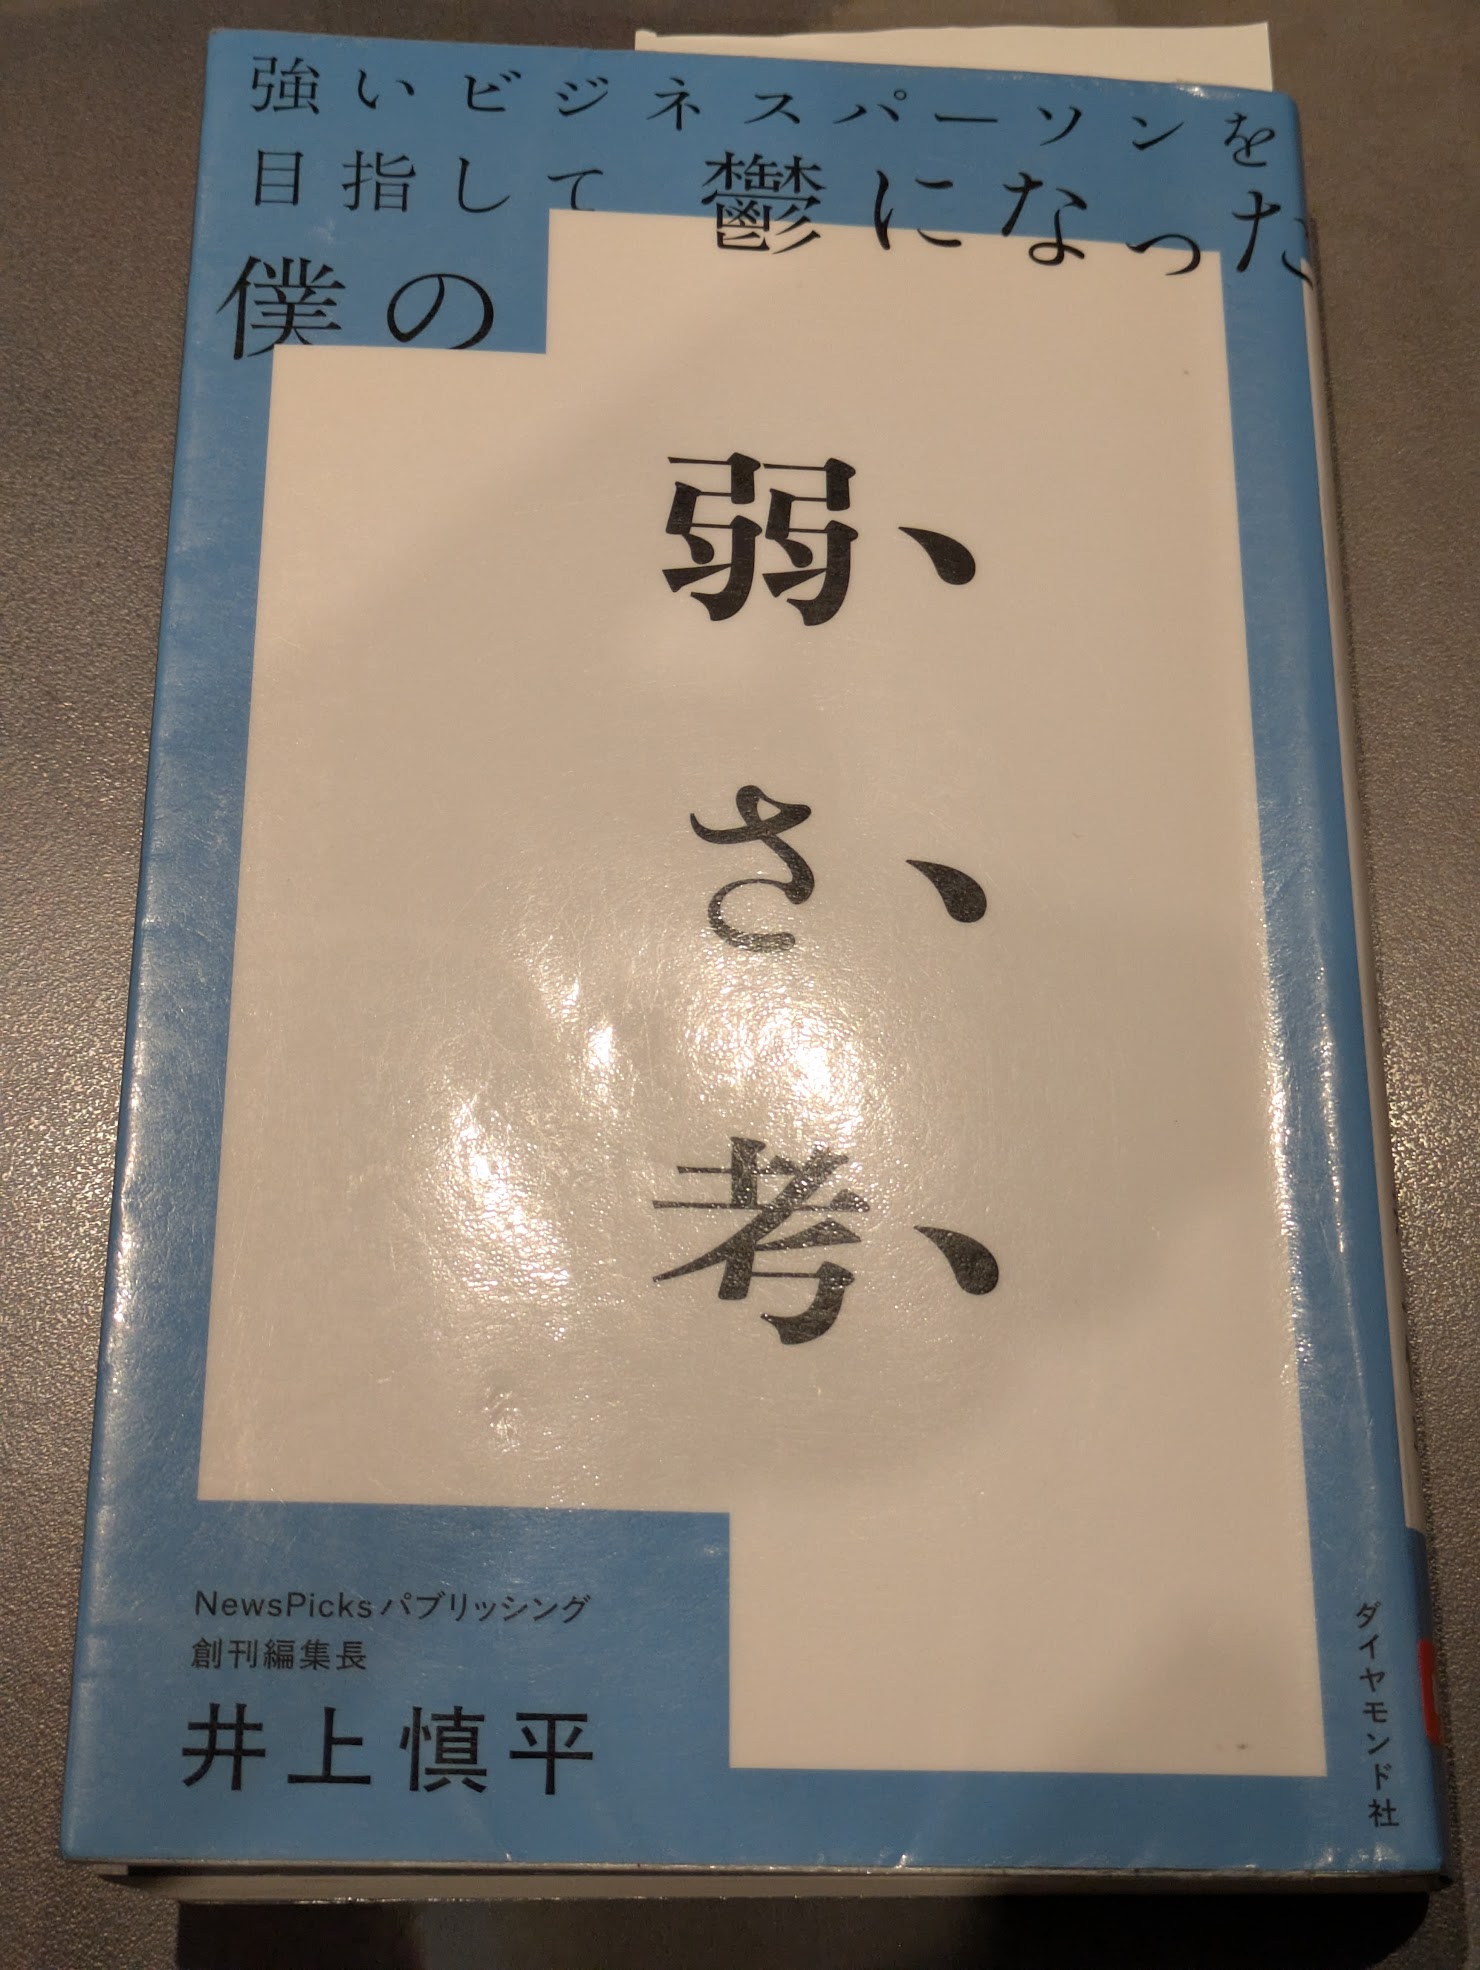 強いビジネスパーソンを
目指して鬱になった
僕の
弱さ考
NewsPicksパブリッシング
創刊編集長
井上慎平
ダイヤモンド社